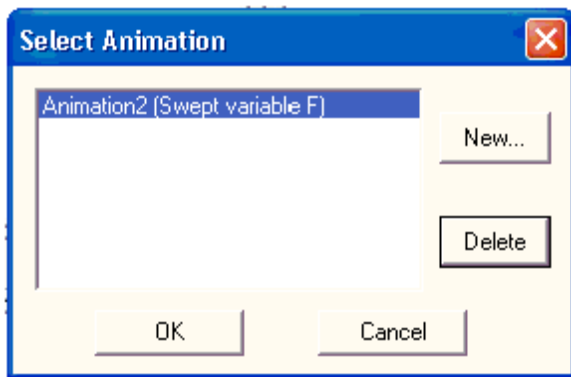 Select Animation
Animation2 (Swept variable F)
New...
Delete
OK
Cancel